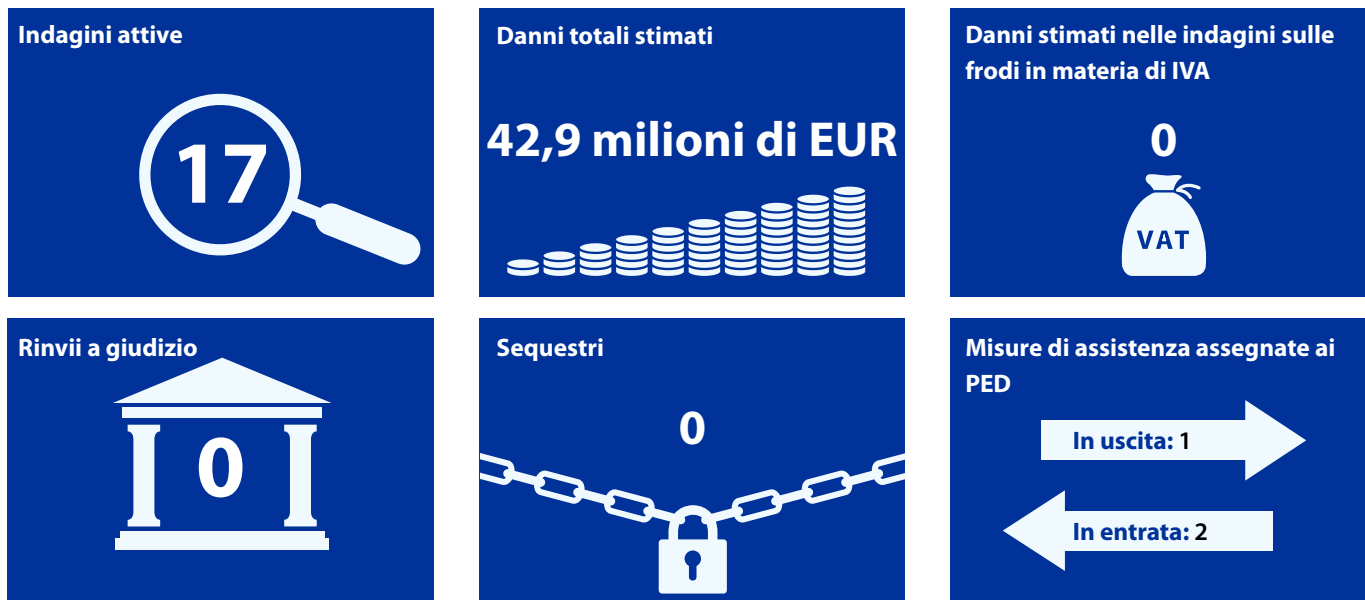 Indagini attive
17
Danni totali stimati
42,9 milioni di EUR
Danni stimati nelle indagini sulle
frodi in materia di IVA
0
VAT
Rinvii a giudizio
0
Sequestri
0
Misure di assistenza assegnate ai
PED
In uscita: 1
In entrata: 2